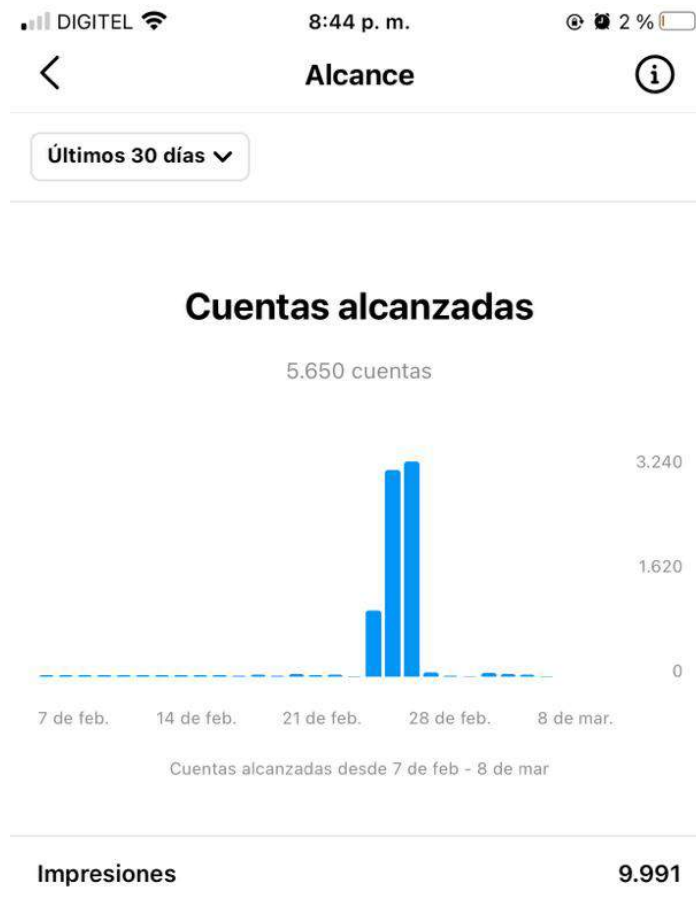 DIGITEL 8:44 p. m. 2 %
Alcance
Últimos 30 días
Cuentas alcanzadas
5.650 cuentas
3.240
1.620
0
7 de feb. 14 de feb. 21 de feb. 28 de feb. 8 de mar.
Cuentas alcanzadas desde 7 de feb - 8 de mar
Impresiones 9.991